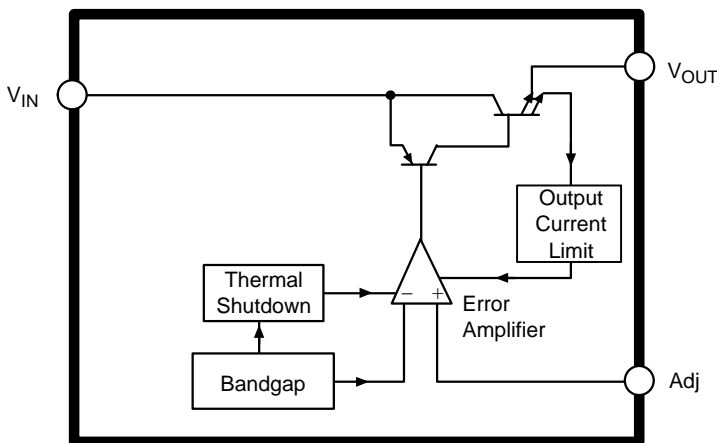 V_IN
V_OUT
Output
Current
Limit
Thermal
Shutdown
− +
Error
Amplifier
Bandgap
Adj